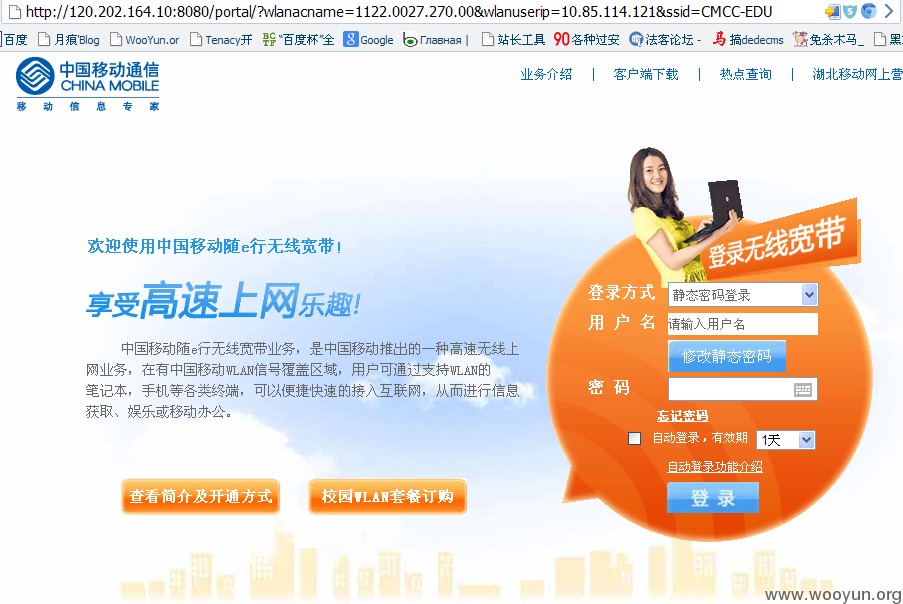 http://120.202.164.10:8080/portal/?wlanacname=1122.0027.270.00&wlanuserip=10.85.114.121&ssid=CMCC-EDU
百度 月痕'Blog WooYun.or Tenacy开 "百度杯"全 Google Главная | 站长工具 90各种过安 法客论坛 - 摘dedecms 免杀木马_ 黑
中国移动通信
CHINA MOBILE
移动信息专家
业务介绍 | 客户端下载 | 热点查询 | 湖北移动网上营
欢迎使用中国移动随e行无线宽带!
享受高速上网乐趣!
中国移动随e行无线宽带业务，是中国移动推出的一种高速无线上
网业务，在有中国移动WLAN信号覆盖区域，用户可通过支持WLAN的
笔记本，手机等各类终端，可以便捷快速的接入互联网，从而进行信息
获取、娱乐或移动办公。
查看简介及开通方式
校园WLAN套餐订购
登录无线宽带
登录方式 静态密码登录
用 户 名 请输入用户名
修改静态密码
密 码
忘记密码
自动登录，有效期 1天
自动登录功能介绍
登 录
www.wooyun.org